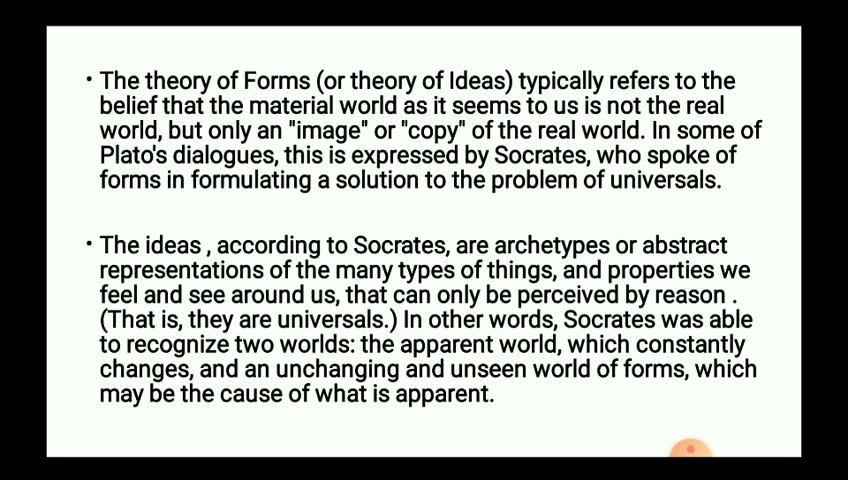 • The theory of Forms (or theory of Ideas) typically refers to the
belief that the material world as it seems to us is not the real
world, but only an "image" or "copy" of the real world. In some of
Plato's dialogues, this is expressed by Socrates, who spoke of
forms in formulating a solution to the problem of universals.
• The ideas , according to Socrates, are archetypes or abstract
representations of the many types of things, and properties we
feel and see around us, that can only be perceived by reason .
(That is, they are universals.) In other words, Socrates was able
to recognize two worlds: the apparent world, which constantly
changes, and an unchanging and unseen world of forms, which
may be the cause of what is apparent.